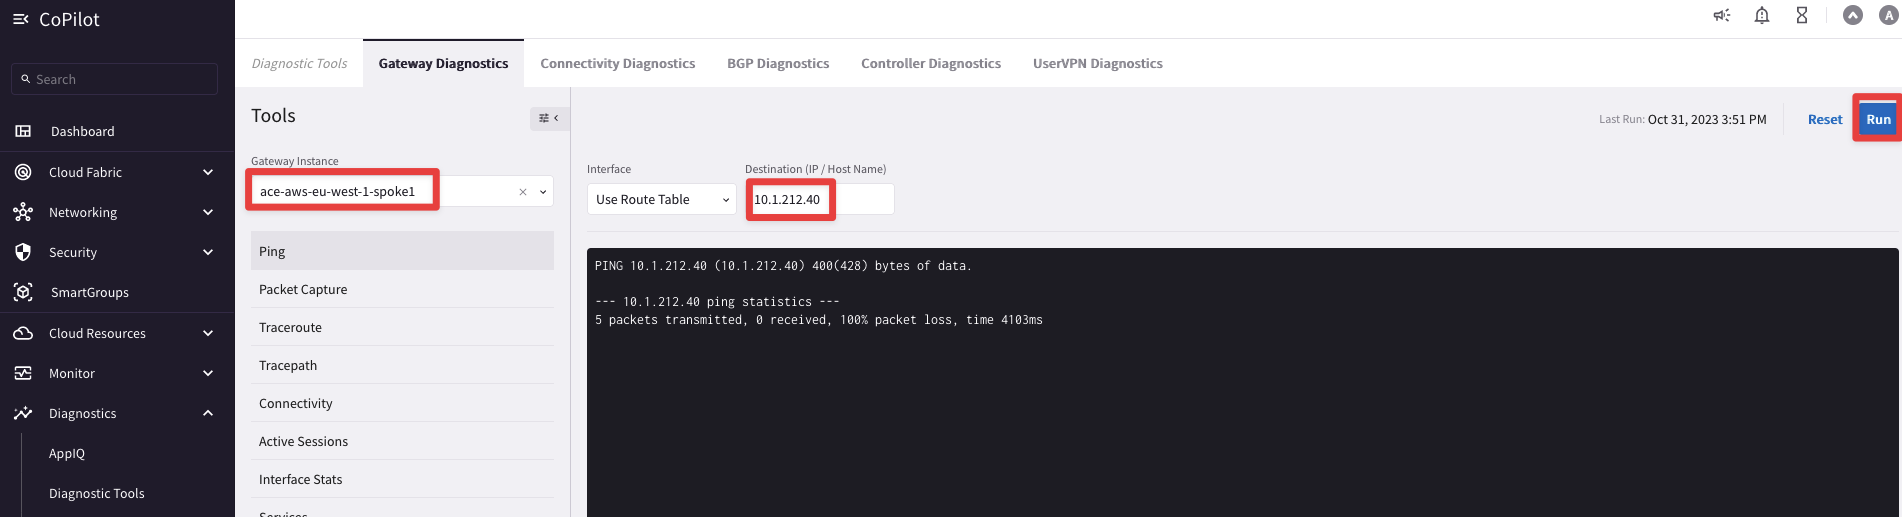 CoPilot
Search
Dashboard
Cloud Fabric
Networking
Security
SmartGroups
Cloud Resources
Monitor
Diagnostics
AppIQ
Diagnostic Tools
A
Diagnostic Tools
Gateway Diagnostics
Connectivity Diagnostics
BGP Diagnostics
Controller Diagnostics
UserVPN Diagnostics
Tools
Gateway Instance
ace-aws-eu-west-1-spoke1
Ping
Packet Capture
Traceroute
Tracepath
Connectivity
Active Sessions
Interface Stats
Services
Last Run: Oct 31, 2023 3:51 PM
Reset
Run
Interface
Use Route Table
Destination (IP / Host Name)
10.1.212.40
PING 10.1.212.40 (10.1.212.40) 400(428) bytes of data.
--- 10.1.212.40 ping statistics ---
5 packets transmitted, 0 received, 100% packet loss, time 4103ms